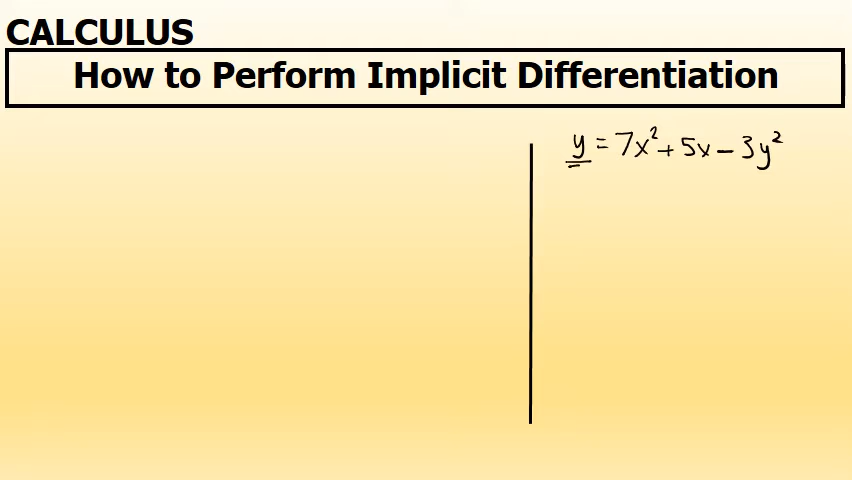 CALCULUS
How to Perform Implicit Differentiation
y = 7x² + 5x − 3y²